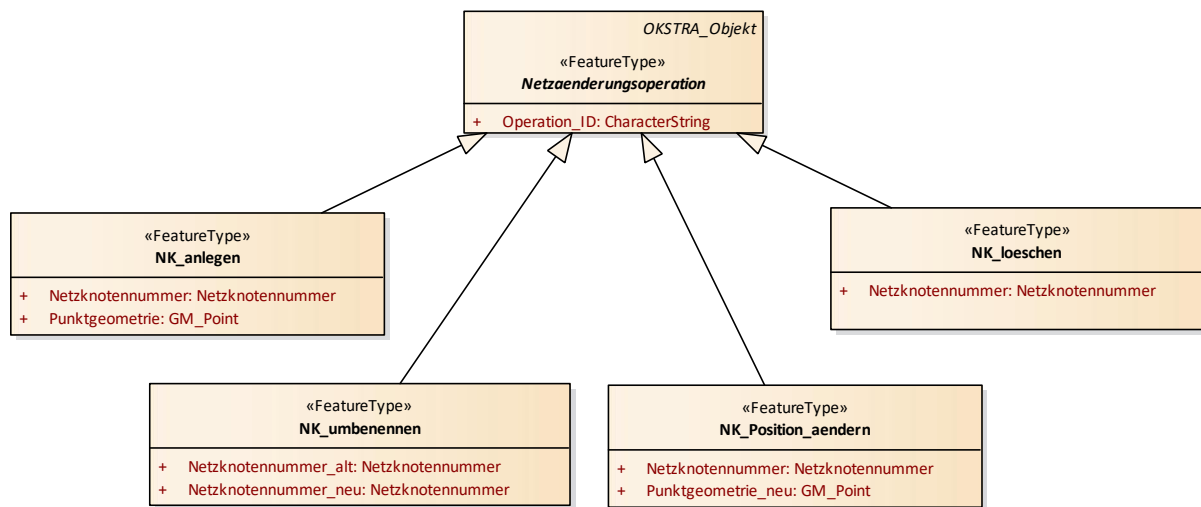 OKSTRA_Objekt
«FeatureType»
Netzaenderungsoperation
+ Operation_ID: CharacterString
«FeatureType»
NK_anlegen
+ Netzknotennummer: Netzknotennummer
+ Punktgeometrie: GM_Point
«FeatureType»
NK_loeschen
+ Netzknotennummer: Netzknotennummer
«FeatureType»
NK_umbenennen
+ Netzknotennummer_alt: Netzknotennummer
+ Netzknotennummer_neu: Netzknotennummer
«FeatureType»
NK_Position_aendern
+ Netzknotennummer: Netzknotennummer
+ Punktgeometrie_neu: GM_Point